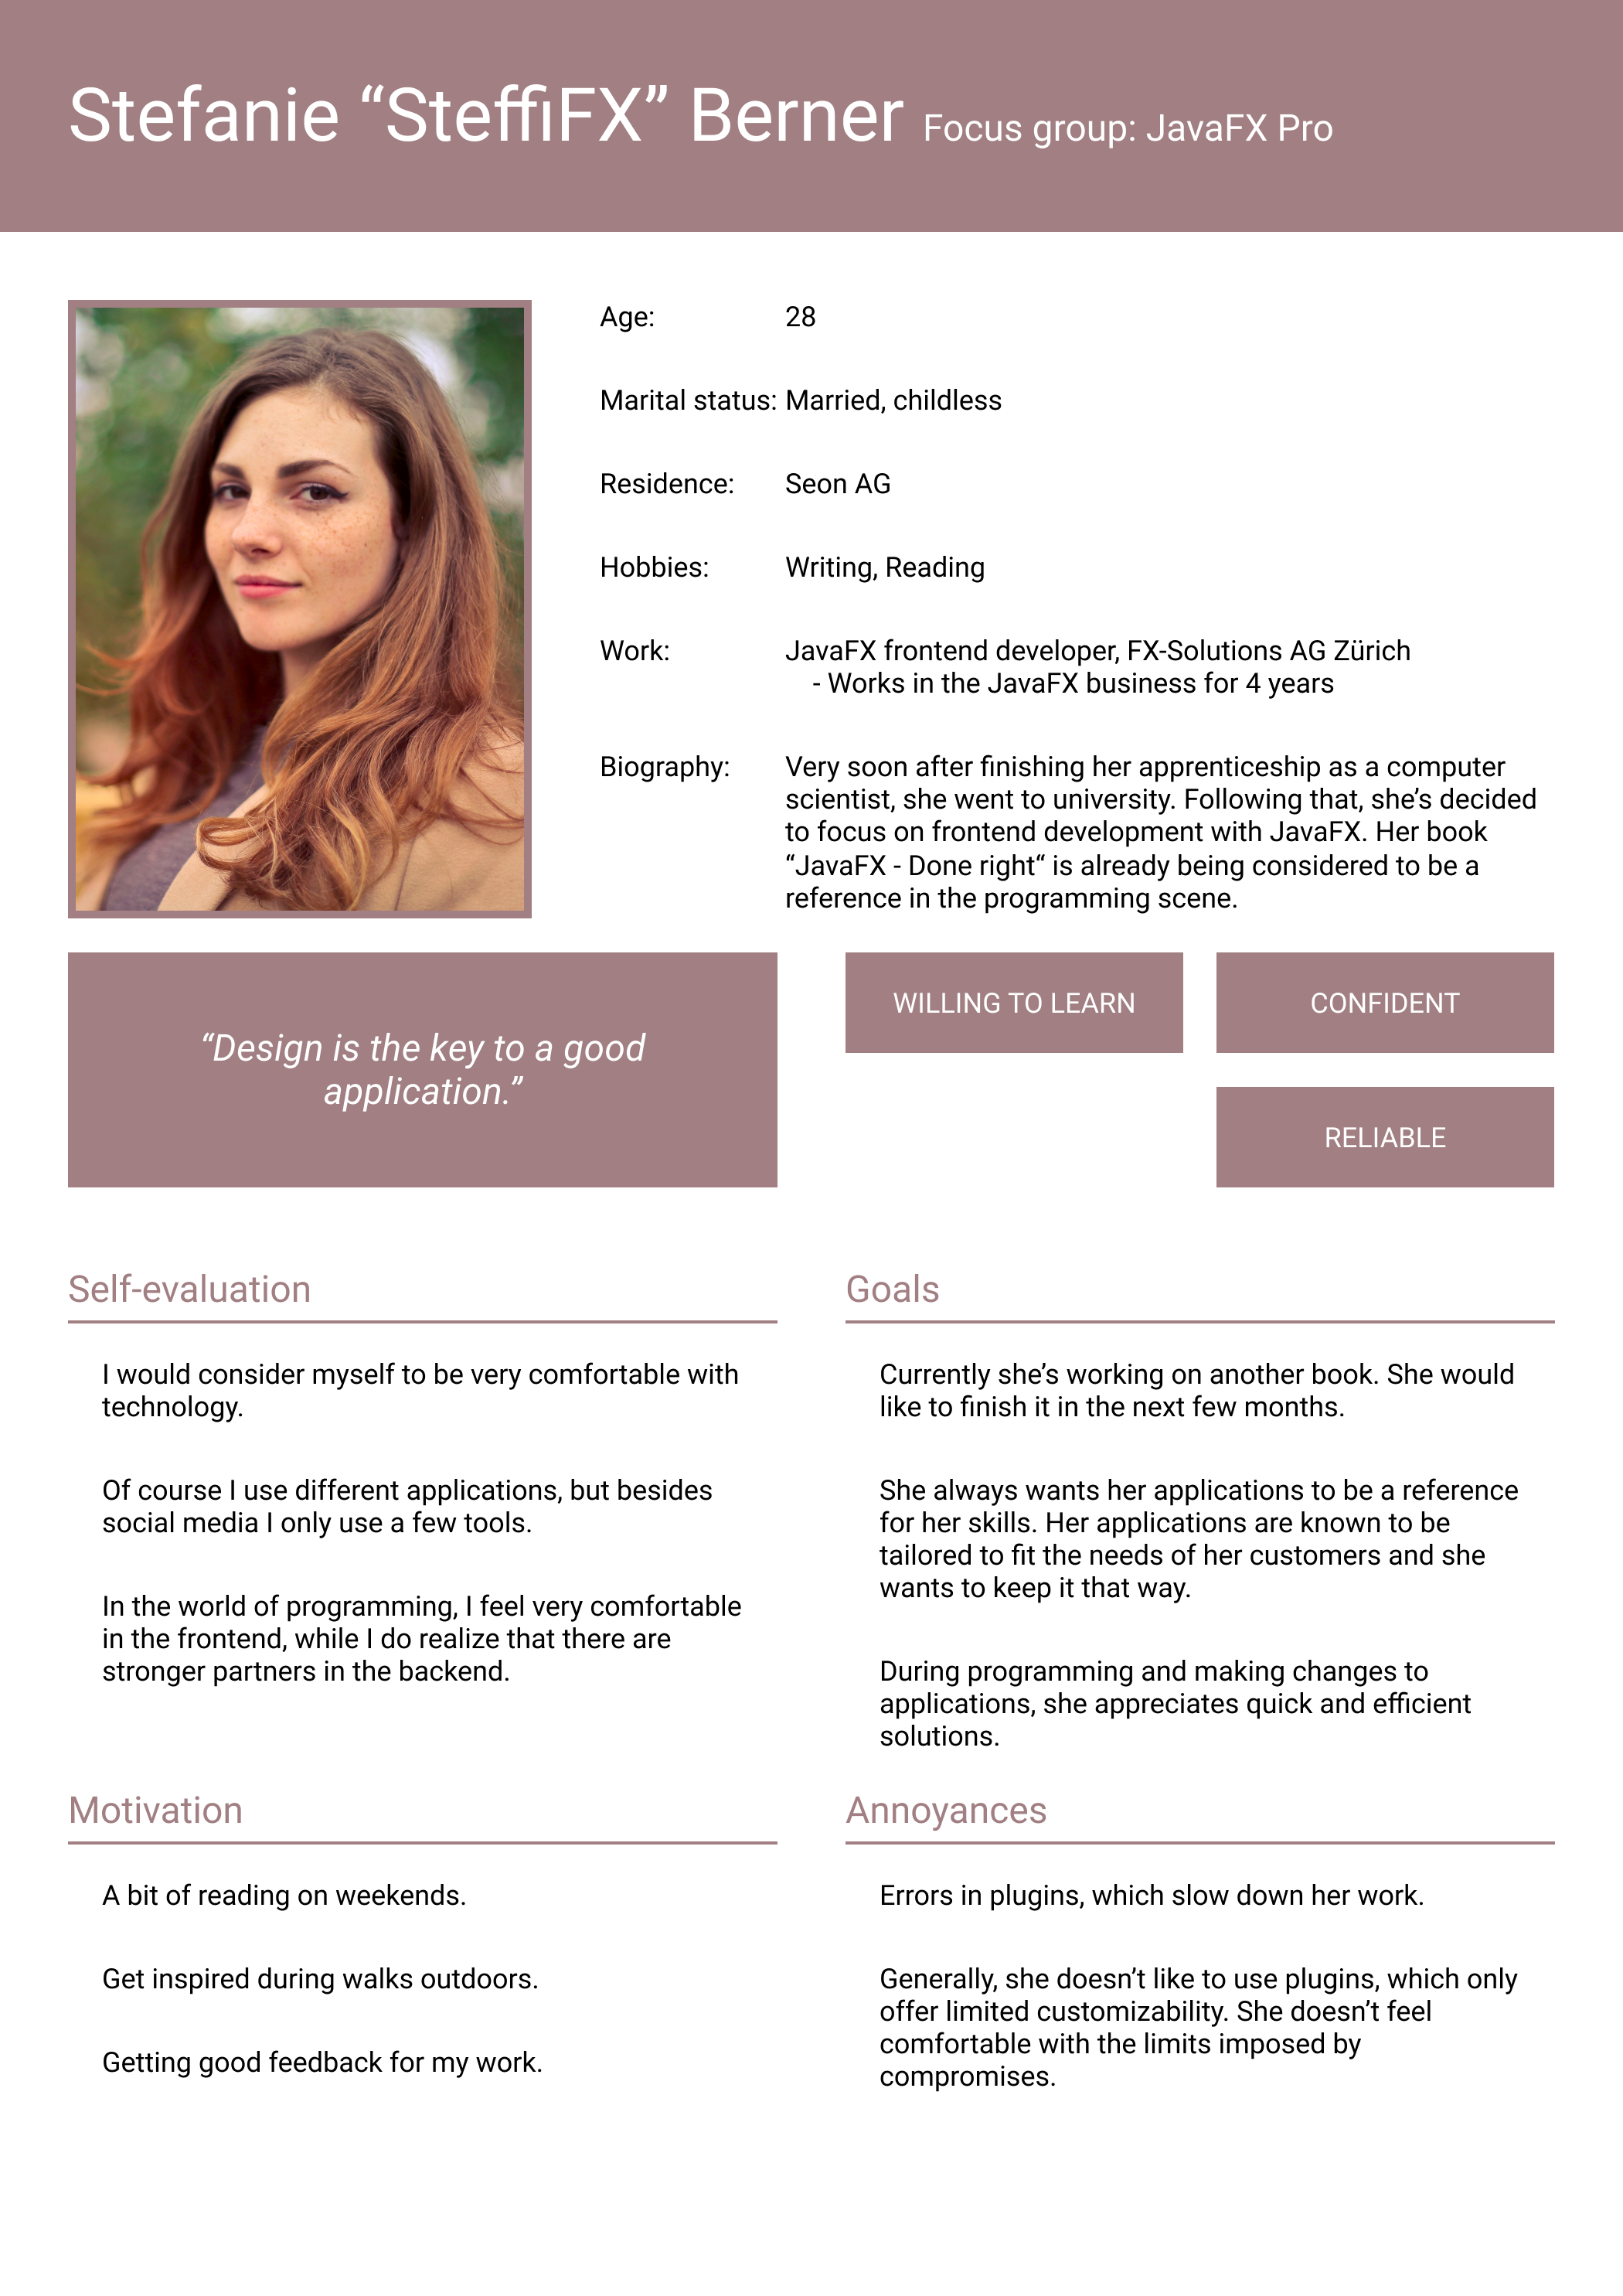 Stefanie “SteffiFX” Berner Focus group: JavaFX Pro
Age: 28
Marital status: Married, childless
Residence: Seon AG
Hobbies: Writing, Reading
Work: JavaFX frontend developer, FX-Solutions AG Zürich
- Works in the JavaFX business for 4 years
Biography: Very soon after finishing her apprenticeship as a computer
scientist, she went to university. Following that, she’s decided
to focus on frontend development with JavaFX. Her book
“JavaFX - Done right“ is already being considered to be a
reference in the programming scene.
“Design is the key to a good
application.”
WILLING TO LEARN
CONFIDENT
RELIABLE
Self-evaluation
I would consider myself to be very comfortable with
technology.
Of course I use different applications, but besides
social media I only use a few tools.
In the world of programming, I feel very comfortable
in the frontend, while I do realize that there are
stronger partners in the backend.
Goals
Currently she’s working on another book. She would
like to finish it in the next few months.
She always wants her applications to be a reference
for her skills. Her applications are known to be
tailored to fit the needs of her customers and she
wants to keep it that way.
During programming and making changes to
applications, she appreciates quick and efficient
solutions.
Motivation
A bit of reading on weekends.
Get inspired during walks outdoors.
Getting good feedback for my work.
Annoyances
Errors in plugins, which slow down her work.
Generally, she doesn’t like to use plugins, which only
offer limited customizability. She doesn’t feel
comfortable with the limits imposed by
compromises.